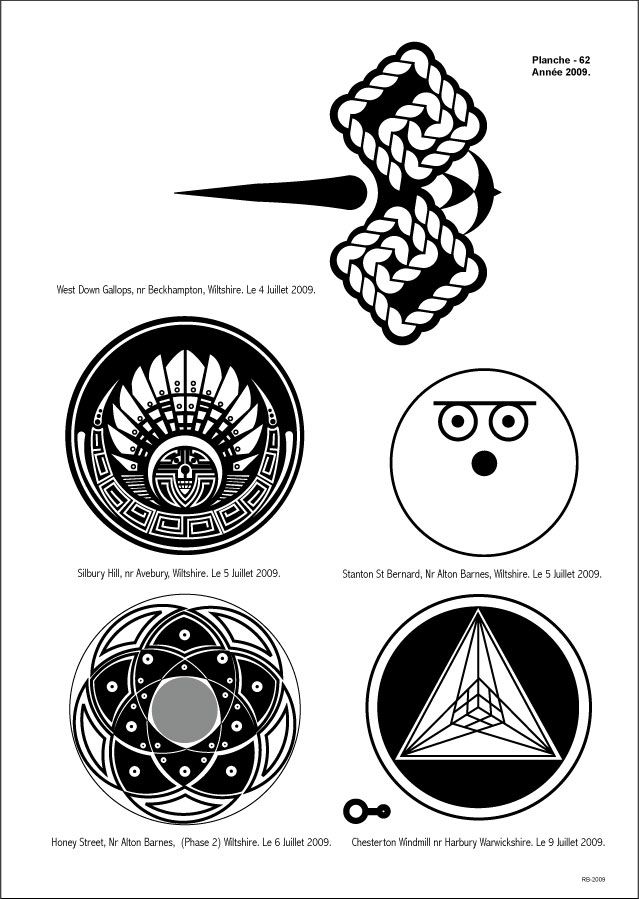 Planche - 62
Année 2009.
West Down Gallops, nr Beckhampton, Wiltshire. Le 4 Juillet 2009.
Silbury Hill, nr Avebury, Wiltshire. Le 5 Juillet 2009.
Stanton St Bernard, Nr Alton Barnes, Wiltshire. Le 5 Juillet 2009.
Honey Street, Nr Alton Barnes, (Phase 2) Wiltshire. Le 6 Juillet 2009.
Chesterton Windmill nr Harbury Warwickshire. Le 9 Juillet 2009.
RB-2009